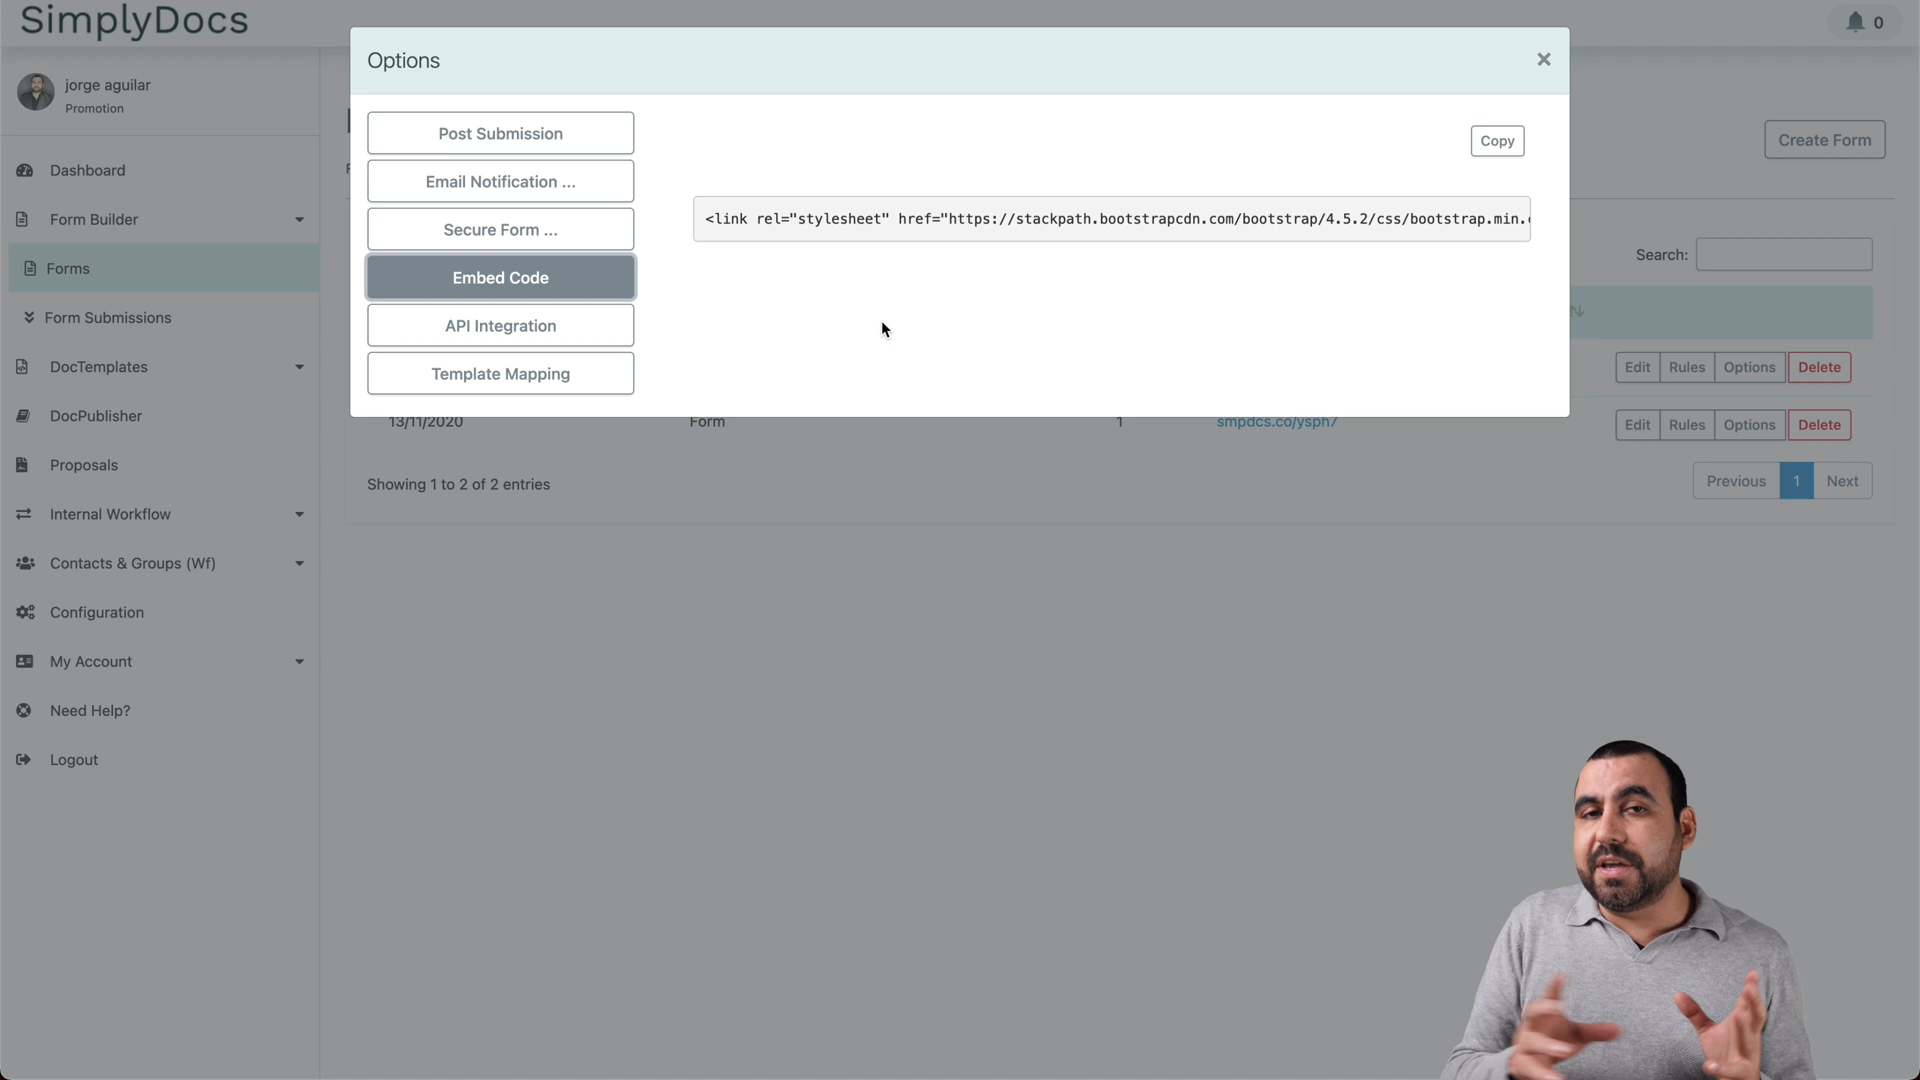 SimplyDocs
0
Options
×
jorge aguilar
Promotion
Post Submission
Copy
Create Form
Email Notification ...
Dashboard
Form Builder
<link rel="stylesheet" href="https://stackpath.bootstrapcdn.com/bootstrap/4.5.2/css/bootstrap.min.
Secure Form ...
Search:
Forms
Embed Code
Form Submissions
API Integration
DocTemplates
Template Mapping
Edit Rules Options Delete
DocPublisher
13/11/2020 Form 1 smpdcs.co/ysph7
Edit Rules Options Delete
Proposals
Showing 1 to 2 of 2 entries
Previous 1 Next
Internal Workflow
Contacts & Groups (Wf)
Configuration
My Account
Need Help?
Logout